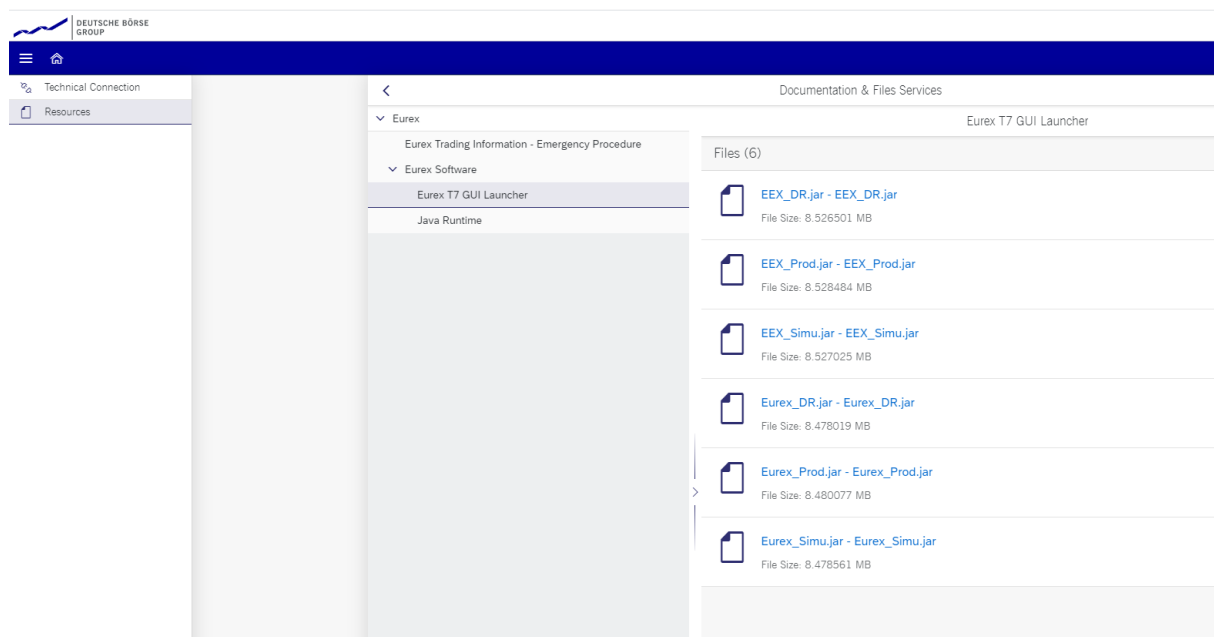 DEUTSCHE BÖRSE
GROUP
Technical Connection
Resources
Documentation & Files Services
Eurex
Eurex Trading Information - Emergency Procedure
Eurex Software
Eurex T7 GUI Launcher
Java Runtime
Eurex T7 GUI Launcher
Files (6)
EEX_DR.jar - EEX_DR.jar
File Size: 8.526501 MB
EEX_Prod.jar - EEX_Prod.jar
File Size: 8.528484 MB
EEX_Simu.jar - EEX_Simu.jar
File Size: 8.527025 MB
Eurex_DR.jar - Eurex_DR.jar
File Size: 8.478019 MB
Eurex_Prod.jar - Eurex_Prod.jar
File Size: 8.480077 MB
Eurex_Simu.jar - Eurex_Simu.jar
File Size: 8.478561 MB